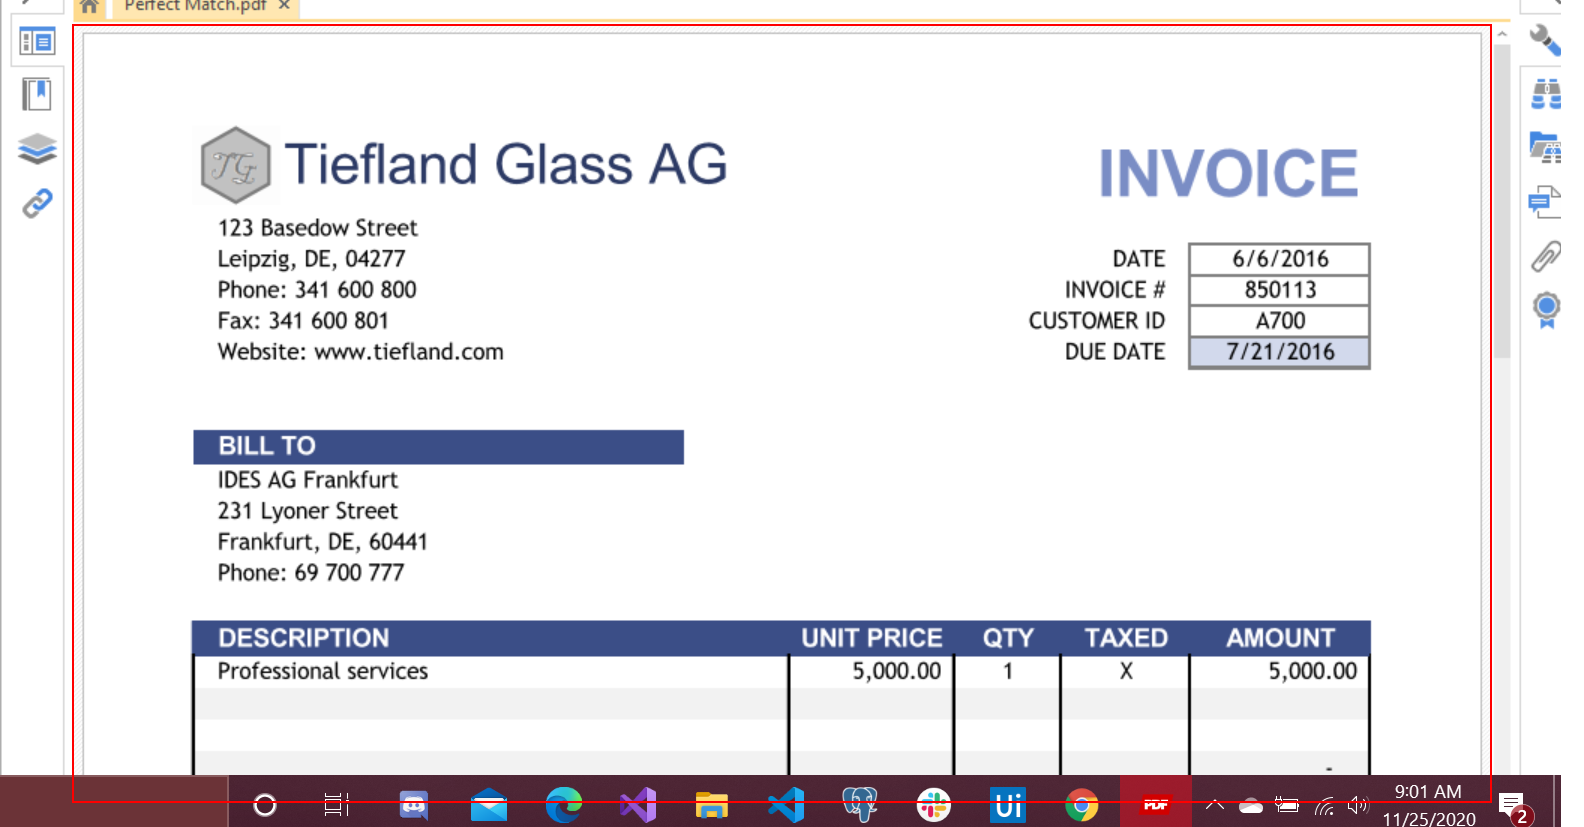 Perfect Match.pdf ×
TG Tiefland Glass AG
INVOICE
123 Basedow Street
Leipzig, DE, 04277
Phone: 341 600 800
Fax: 341 600 801
Website: www.tiefland.com
DATE 6/6/2016
INVOICE # 850113
CUSTOMER ID A700
DUE DATE 7/21/2016
BILL TO
IDES AG Frankfurt
231 Lyoner Street
Frankfurt, DE, 60441
Phone: 69 700 777
DESCRIPTION UNIT PRICE QTY TAXED AMOUNT
Professional services 5,000.00 1 X 5,000.00
-
Ui
PDF
9:01 AM
11/25/2020
2